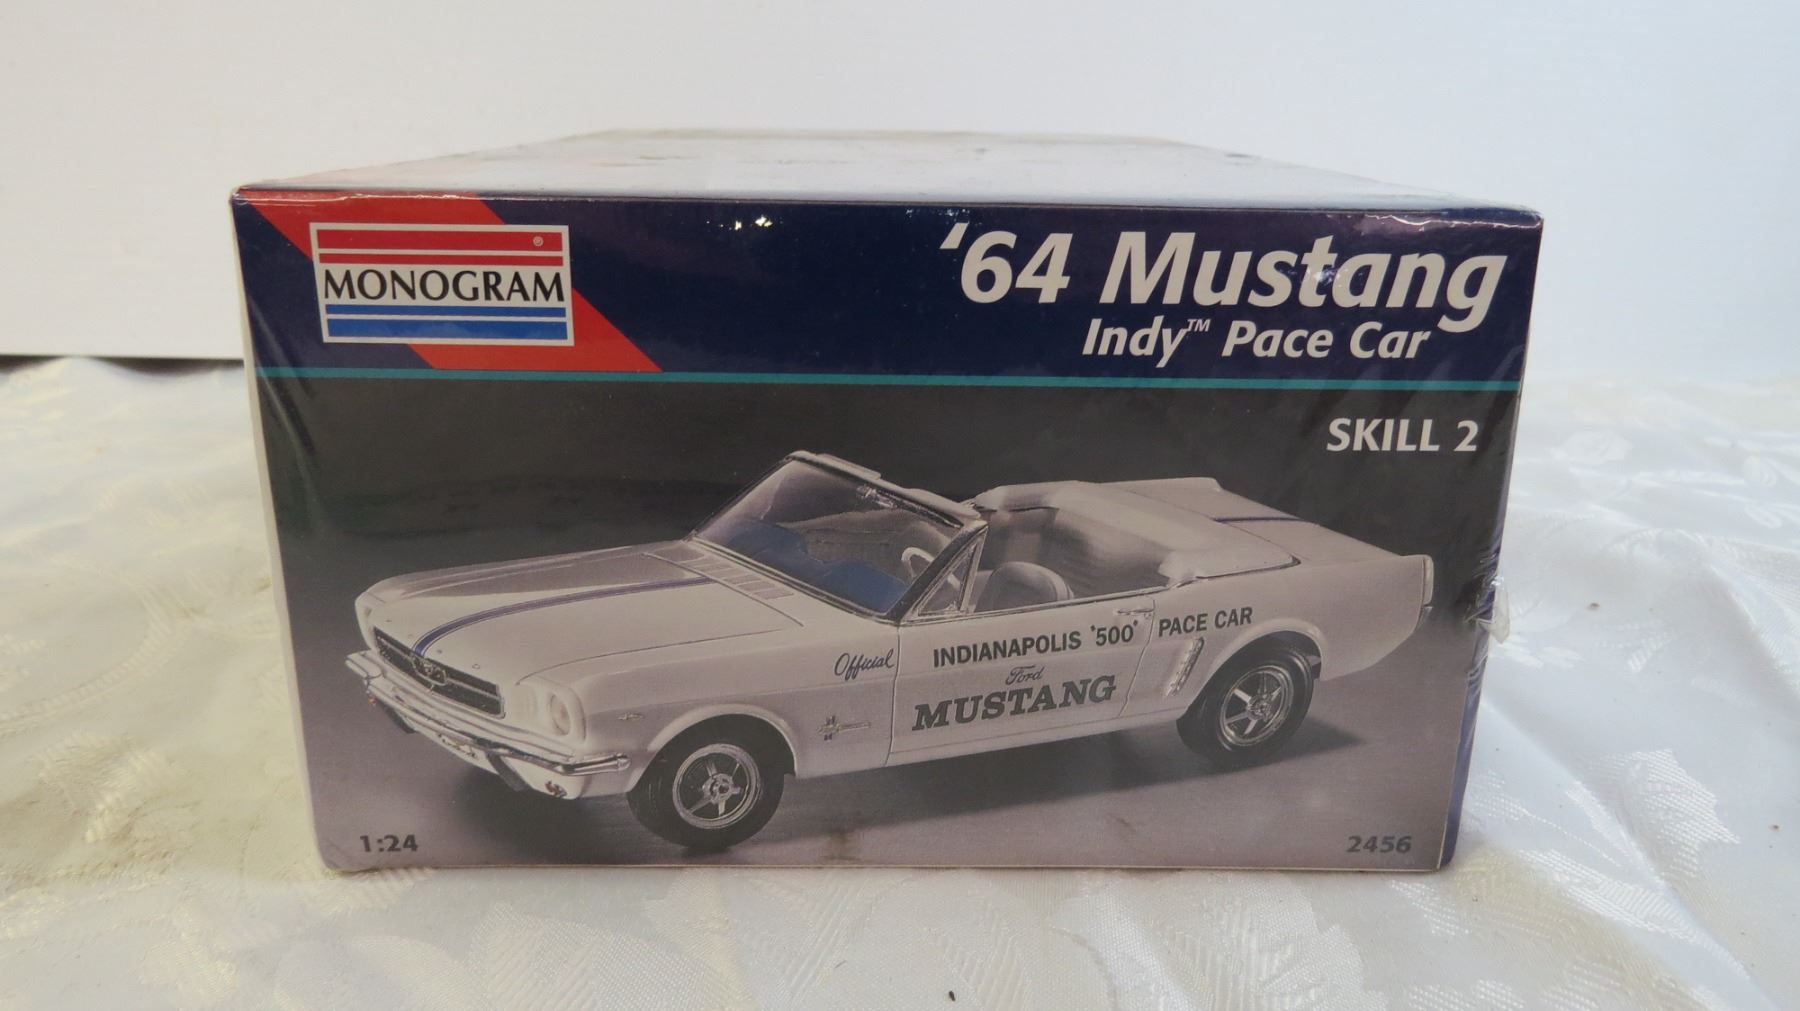 MONOGRAM®
'64 Mustang
Indy™ Pace Car
SKILL 2
Official
INDIANAPOLIS '500' PACE CAR
Ford
MUSTANG
1:24
2456